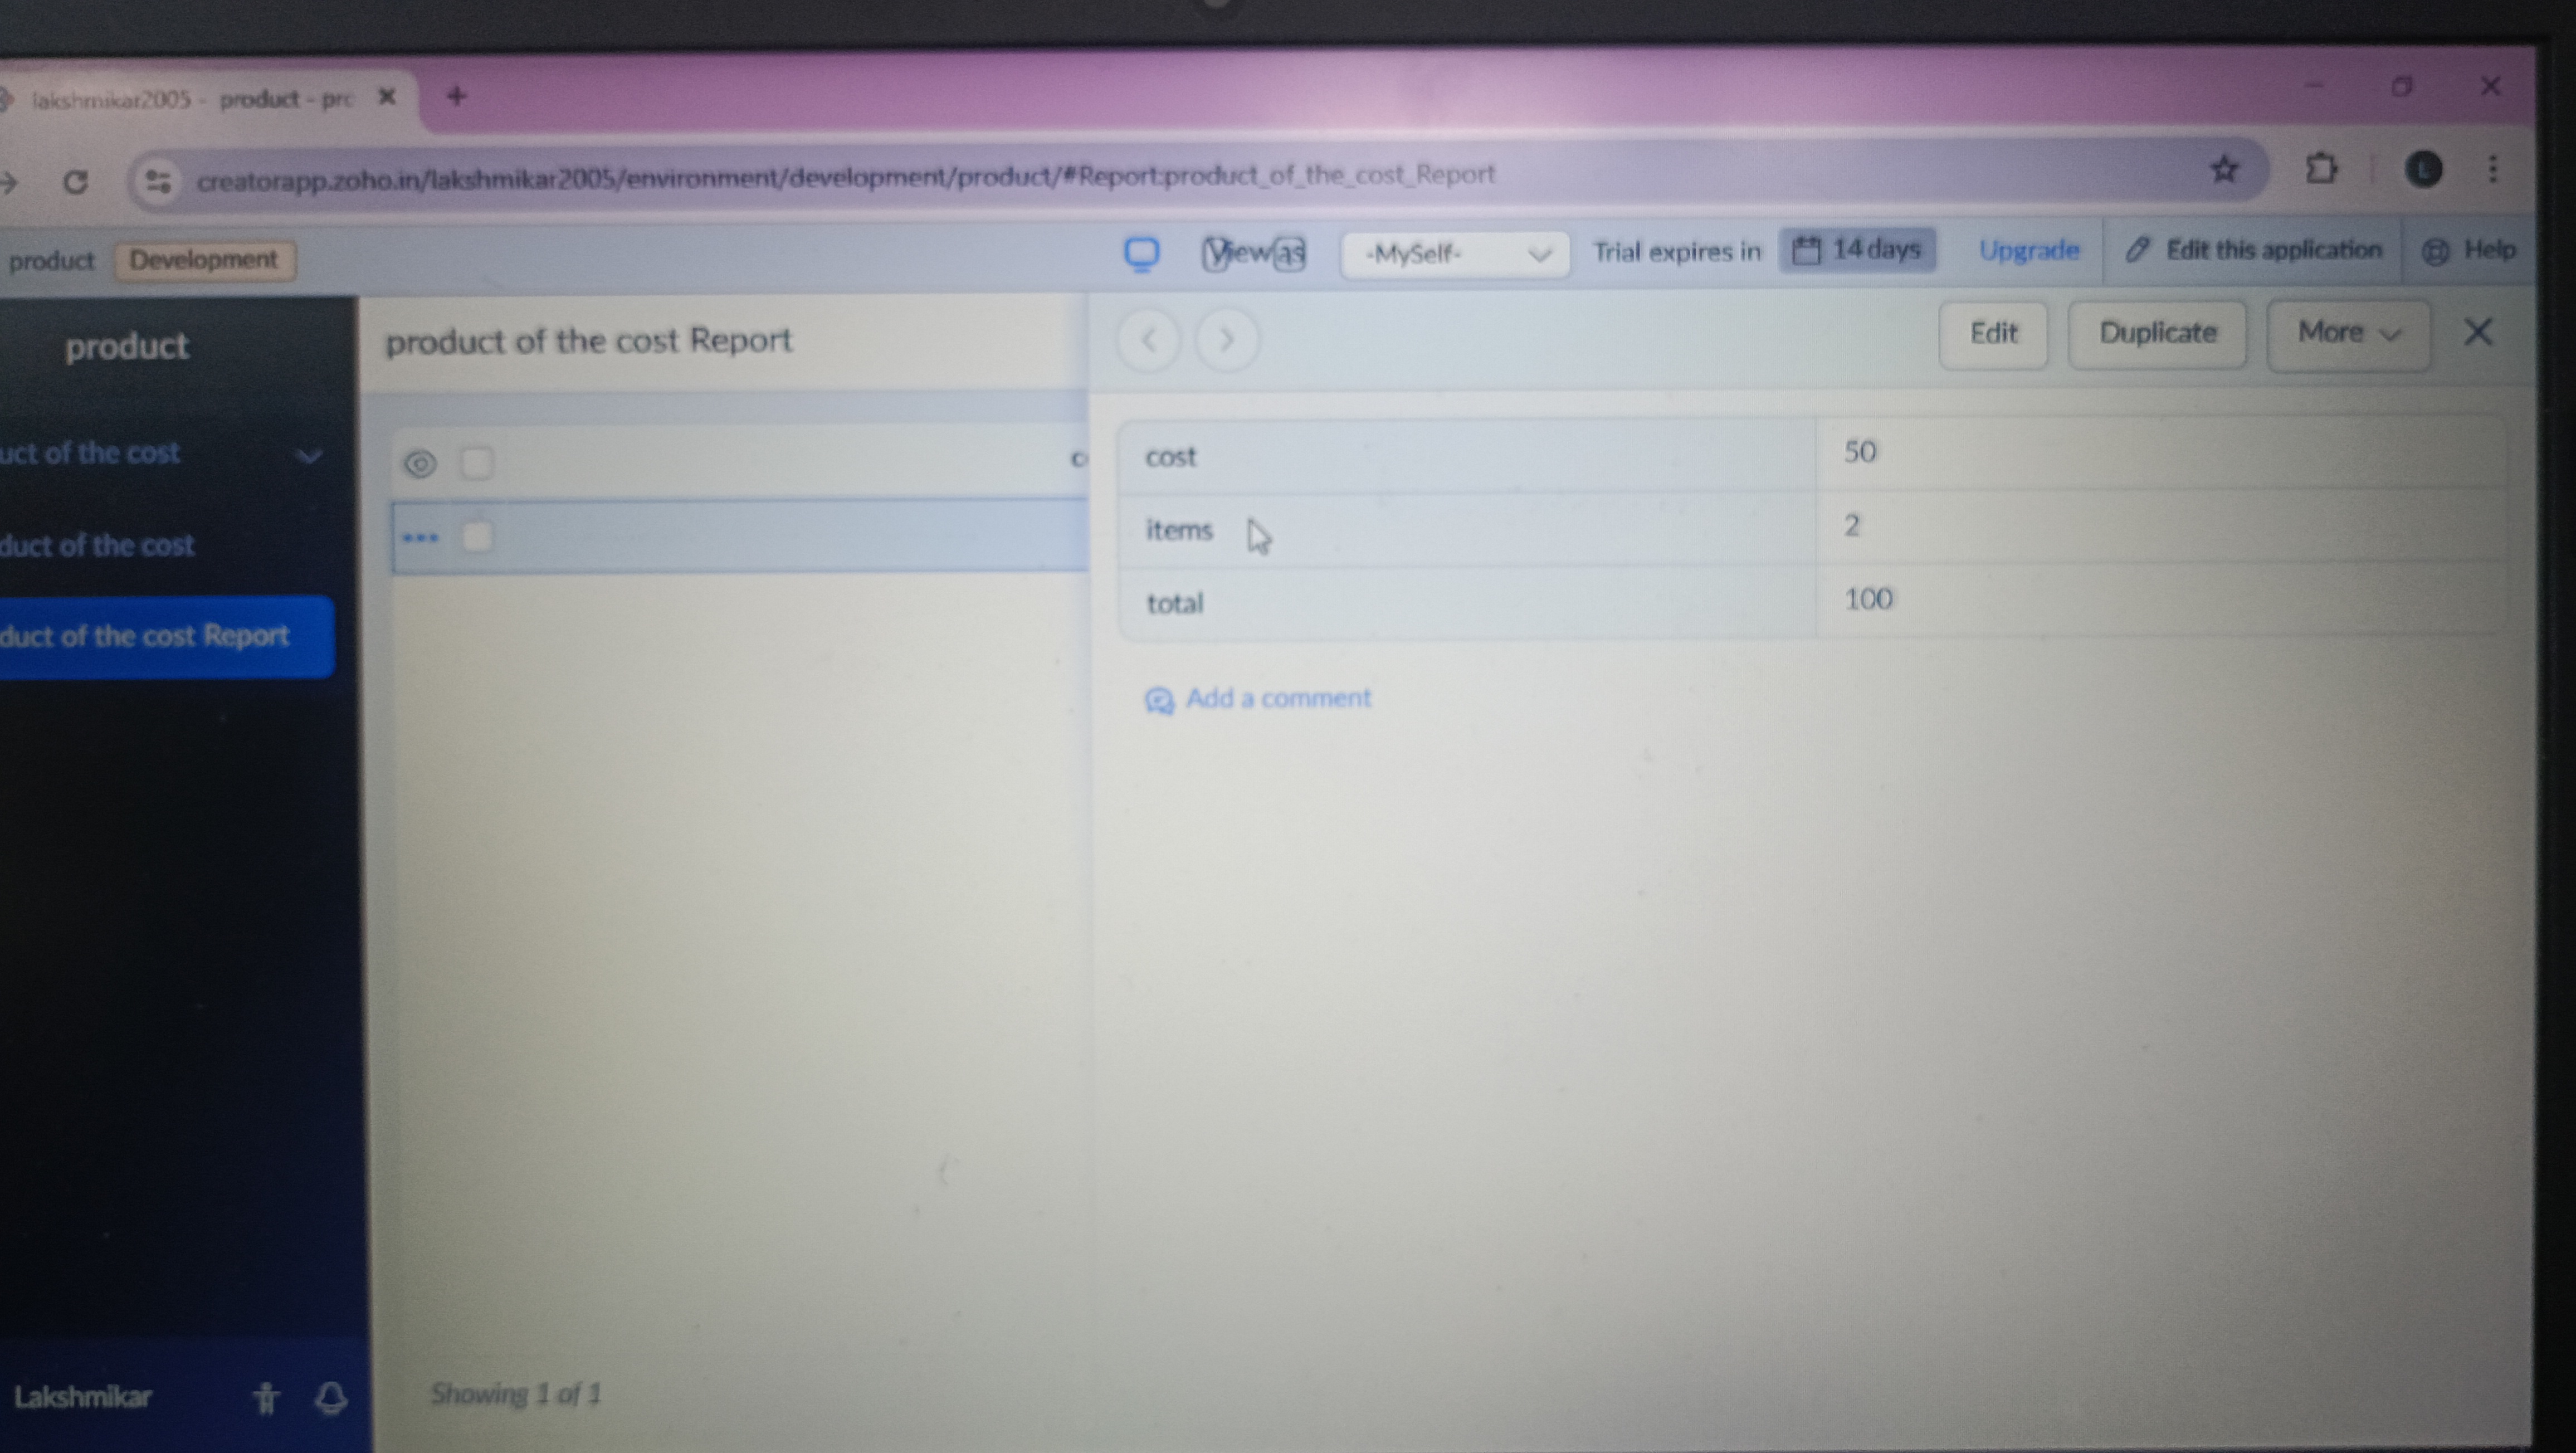 lakshmikar2005 - product - pro
creatorapp.zoho.in/lakshmikar2005/environment/development/product/#Report:product_of_the_cost_Report
product Development View as -MySelf- Trial expires in 14 days Upgrade Edit this application Help
product
product of the cost Report
Edit Duplicate More
uct of the cost
duct of the cost
duct of the cost Report
c
cost 50
items 2
total 100
Add a comment
Lakshmikar
Showing 1 of 1
L